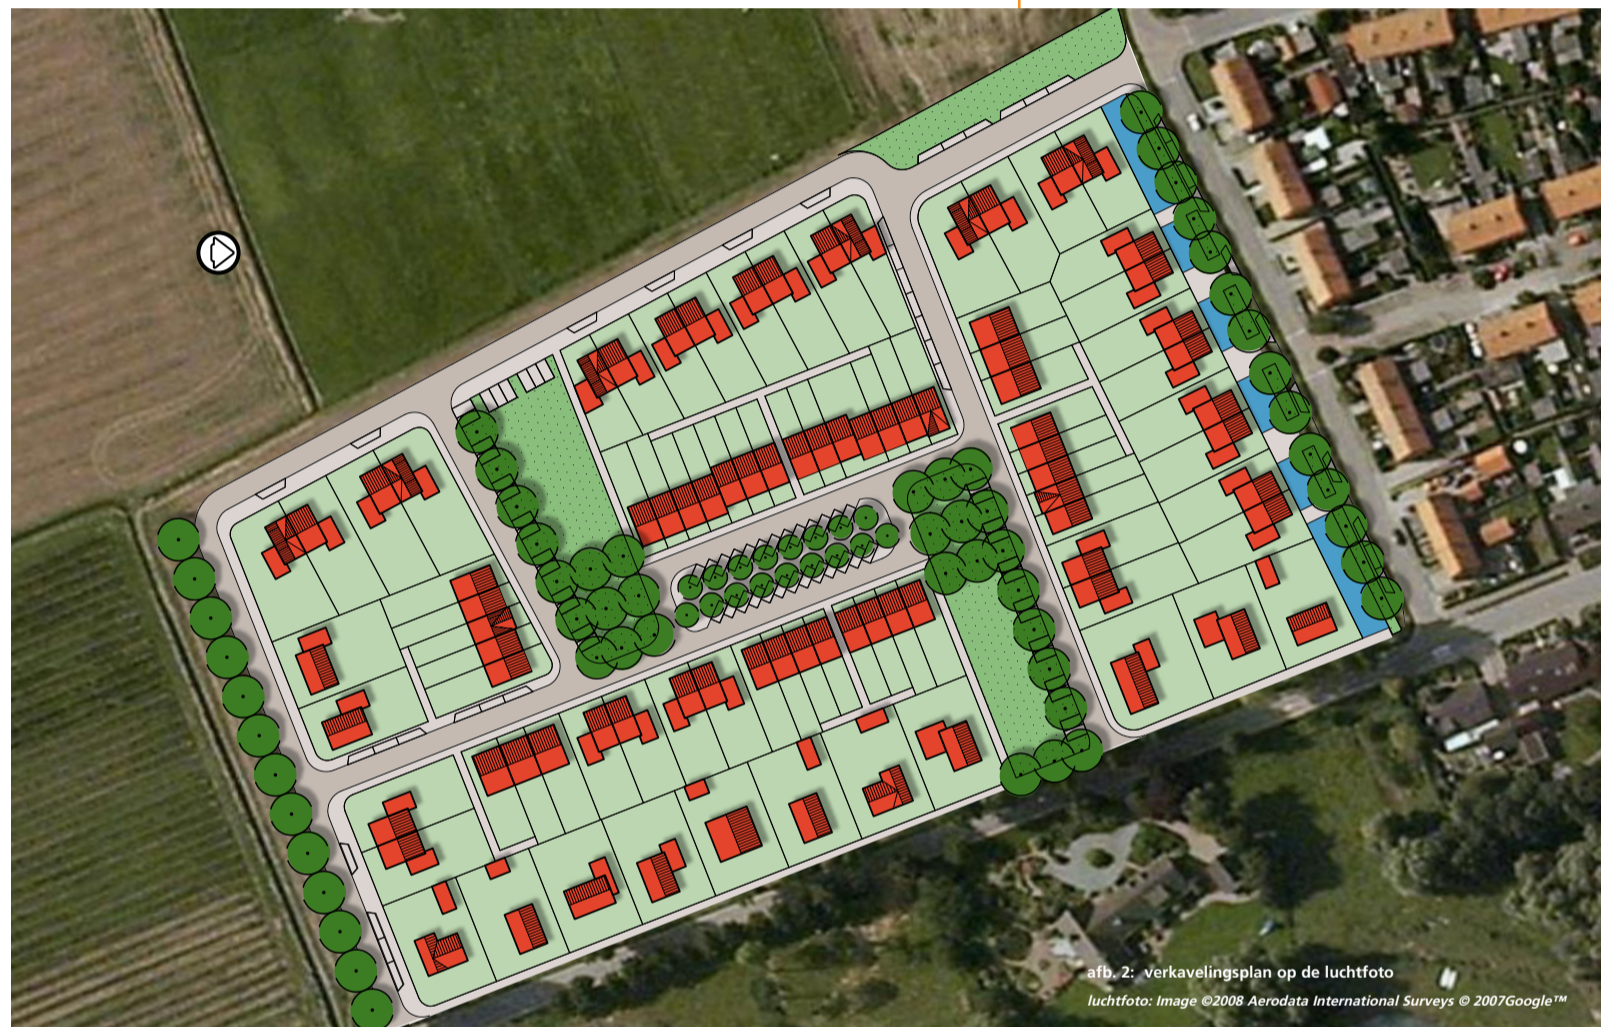 afb. 2: verkavelingsplan op de luchtfoto
luchtfoto: Image ©2008 Aerodata International Surveys © 2007Google™